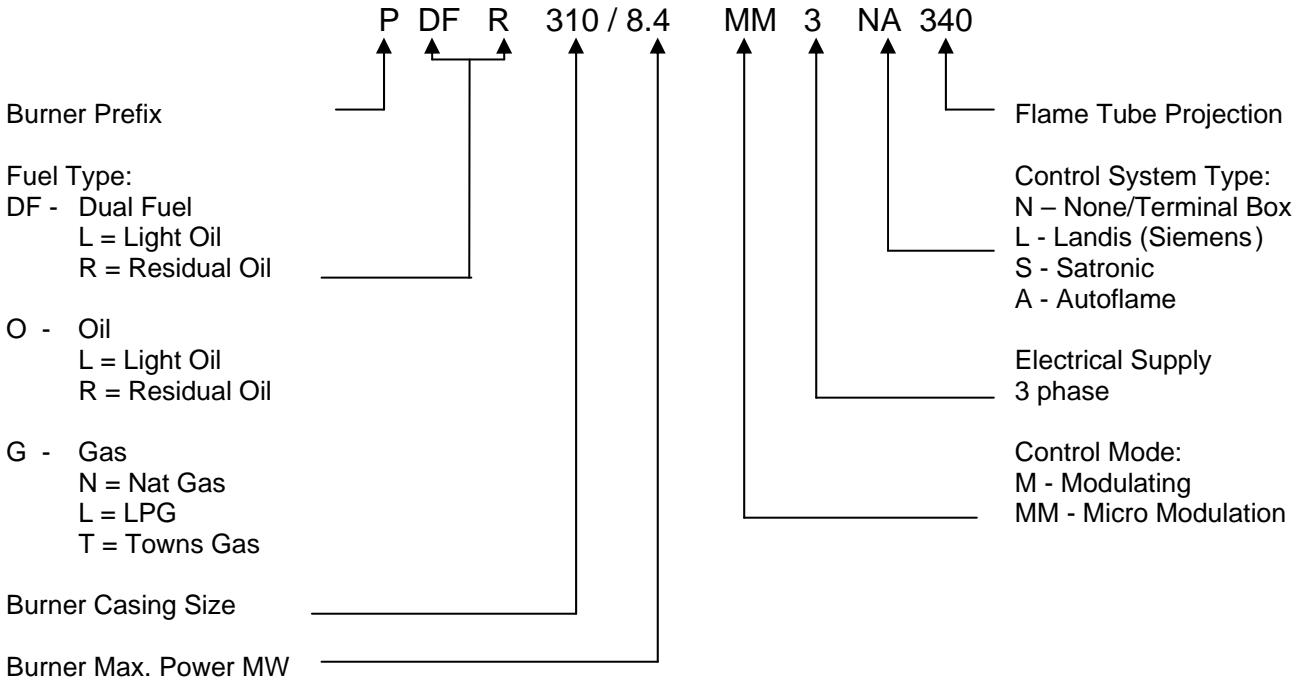 P DF R 310 / 8.4 MM 3 NA 340
Burner Prefix
Fuel Type:
DF - Dual Fuel
L = Light Oil
R = Residual Oil
O - Oil
L = Light Oil
R = Residual Oil
G - Gas
N = Nat Gas
L = LPG
T = Towns Gas
Burner Casing Size
Burner Max. Power MW
Flame Tube Projection
Control System Type:
N – None/Terminal Box
L - Landis (Siemens)
S - Satronic
A - Autoflame
Electrical Supply
3 phase
Control Mode:
M - Modulating
MM - Micro Modulation